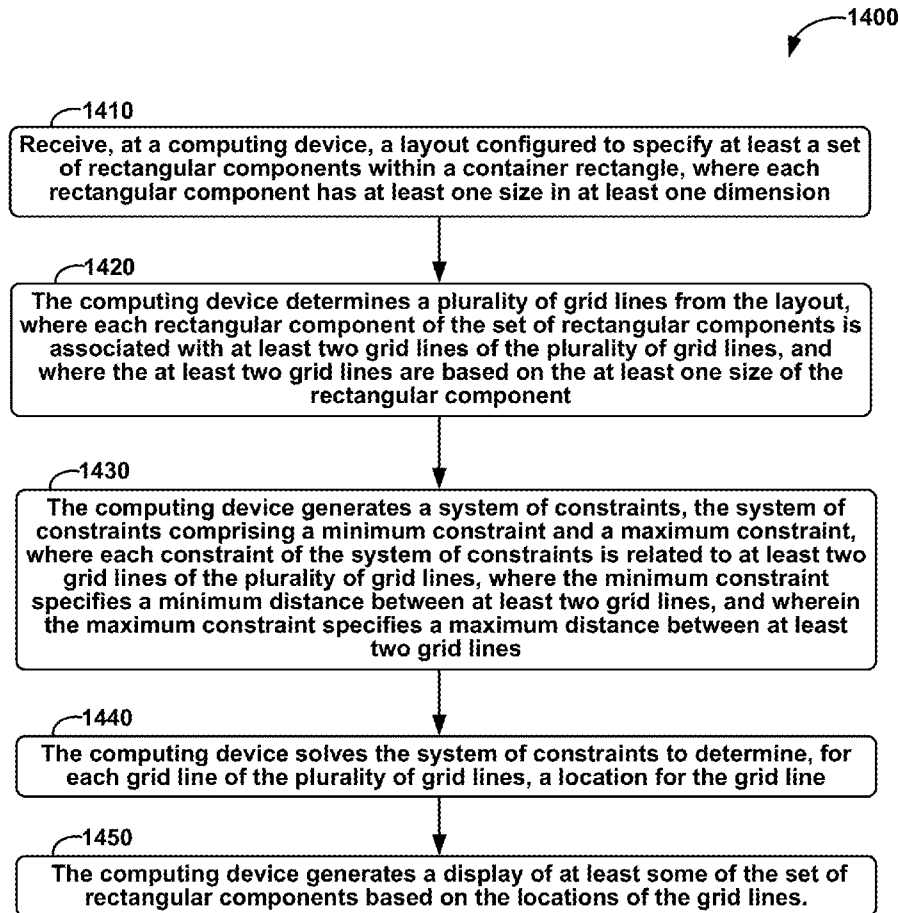 1400
1410
Receive, at a computing device, a layout configured to specify at least a set
of rectangular components within a container rectangle, where each
rectangular component has at least one size in at least one dimension
1420
The computing device determines a plurality of grid lines from the layout,
where each rectangular component of the set of rectangular components is
associated with at least two grid lines of the plurality of grid lines, and
where the at least two grid lines are based on the at least one size of the
rectangular component
1430
The computing device generates a system of constraints, the system of
constraints comprising a minimum constraint and a maximum constraint,
where each constraint of the system of constraints is related to at least two
grid lines of the plurality of grid lines, where the minimum constraint
specifies a minimum distance between at least two grid lines, and wherein
the maximum constraint specifies a maximum distance between at least
two grid lines
1440
The computing device solves the system of constraints to determine, for
each grid line of the plurality of grid lines, a location for the grid line
1450
The computing device generates a display of at least some of the set of
rectangular components based on the locations of the grid lines.